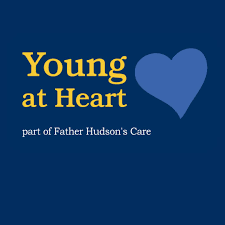 Young
at Heart
part of Father Hudson's Care